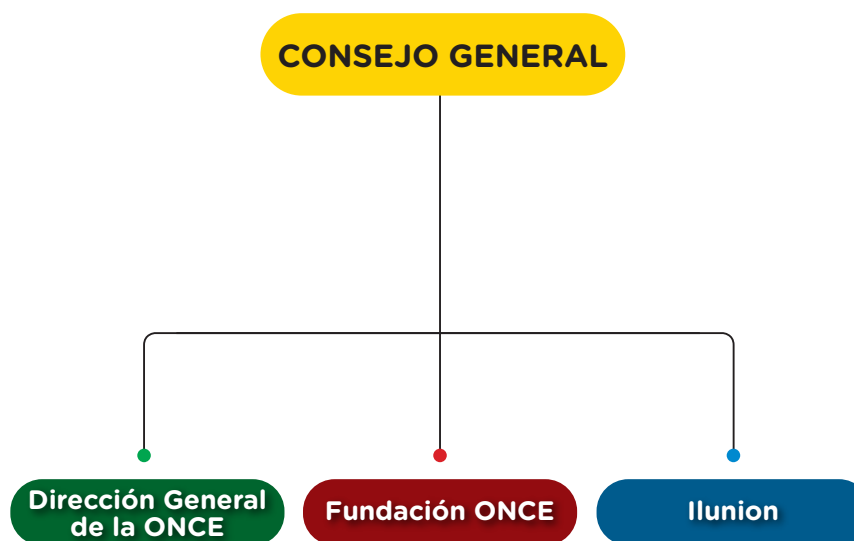 CONSEJO GENERAL
Dirección General
de la ONCE
Fundación ONCE
Ilunion